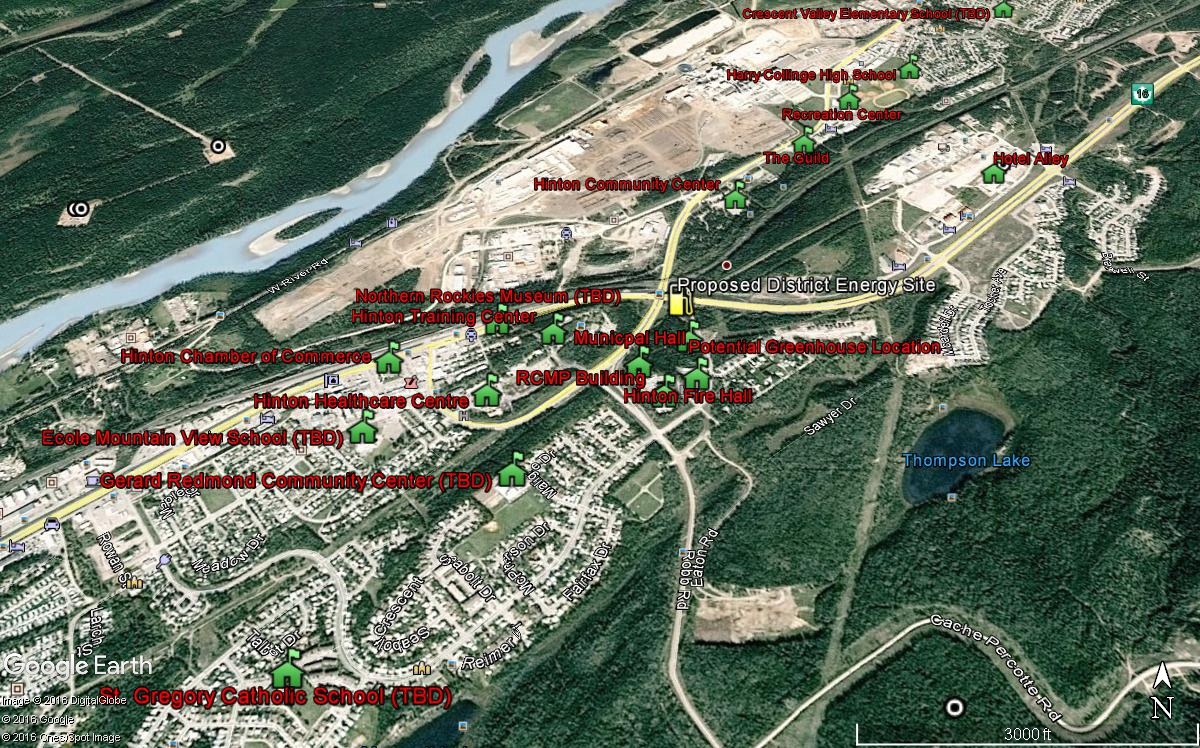 Crescent Valley Elementary School (TBD)
Harry Collinge High School
16
Recreation Center
The Guild
Hotel Alley
Hinton Community Center
W River Rd
Proposed District Energy Site
Northern Rockies Museum (TBD)
Hinton Training Center
Municpal Hall
Potential Greenhouse Location
Hinton Chamber of Commerce
RCMP Building
Hinton Fire Hall
Hinton Healthcare Centre
H
Sawyer Dr
Ecole Mountain View School (TBD)
Thompson Lake
Gerard Redmond Community Center (TBD)
Rowan St
Meadow Dr
Fairfax Dr
Eaton Rd
Robb Rd
Crescent
Seabolt
Sabolt Dr
Reimer
Larch St
Talbot Dr
Cache Percotte Rd
Google Earth
St. Gregory Catholic School (TBD)
Image © 2016 DigitalGlobe
© 2016 Google
© 2016 Cnes/Spot Image
N
3000 ft